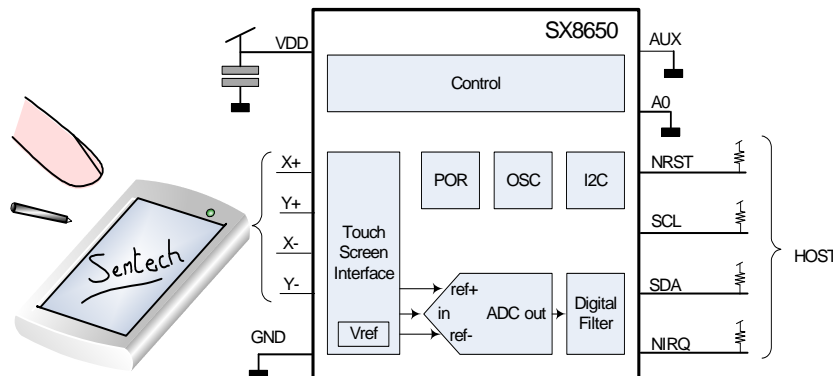 SX8650
VDD
AUX
Control
A0
X+
POR
OSC
I2C
NRST
Y+
Touch
Screen
Interface
SCL
X-
HOST
Semtech
Y-
ref+
in
ref-
ADC out
Digital
Filter
SDA
GND
Vref
NIRQ